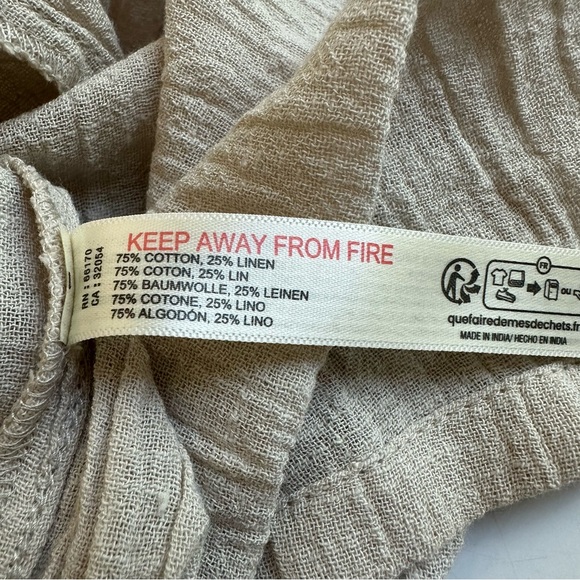 KEEP AWAY FROM FIRE
75% COTTON, 25% LINEN
75% COTON, 25% LIN
75% BAUMWOLLE, 25% LEINEN
75% COTONE, 25% LINO
75% ALGODÓN, 25% LINO
RN : 66170
CA : 32054
FR
OU
quefairedemesdechets.fr
MADE IN INDIA/ HECHO EN INDIA